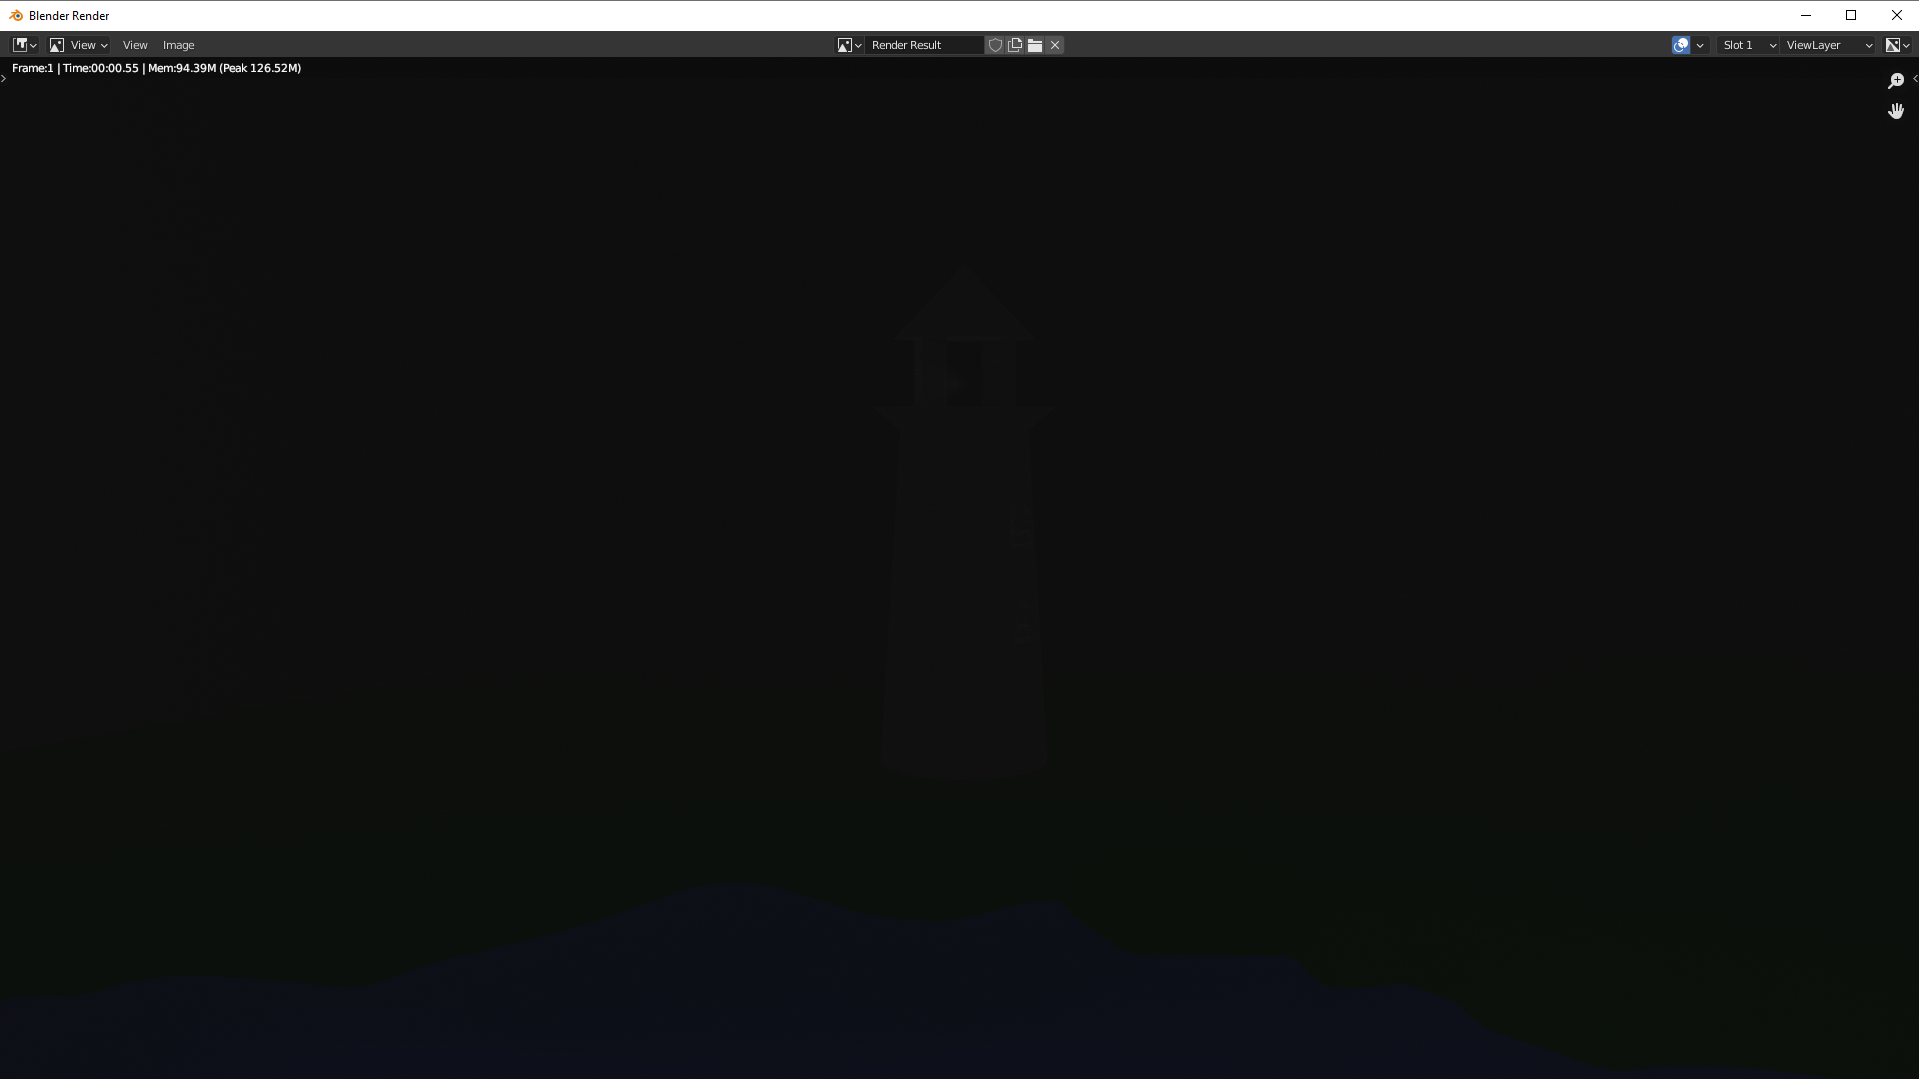 Blender Render
View View Image Render Result Slot 1 ViewLayer
Frame:1 | Time:00:00.55 | Mem:94.39M (Peak 126.52M)